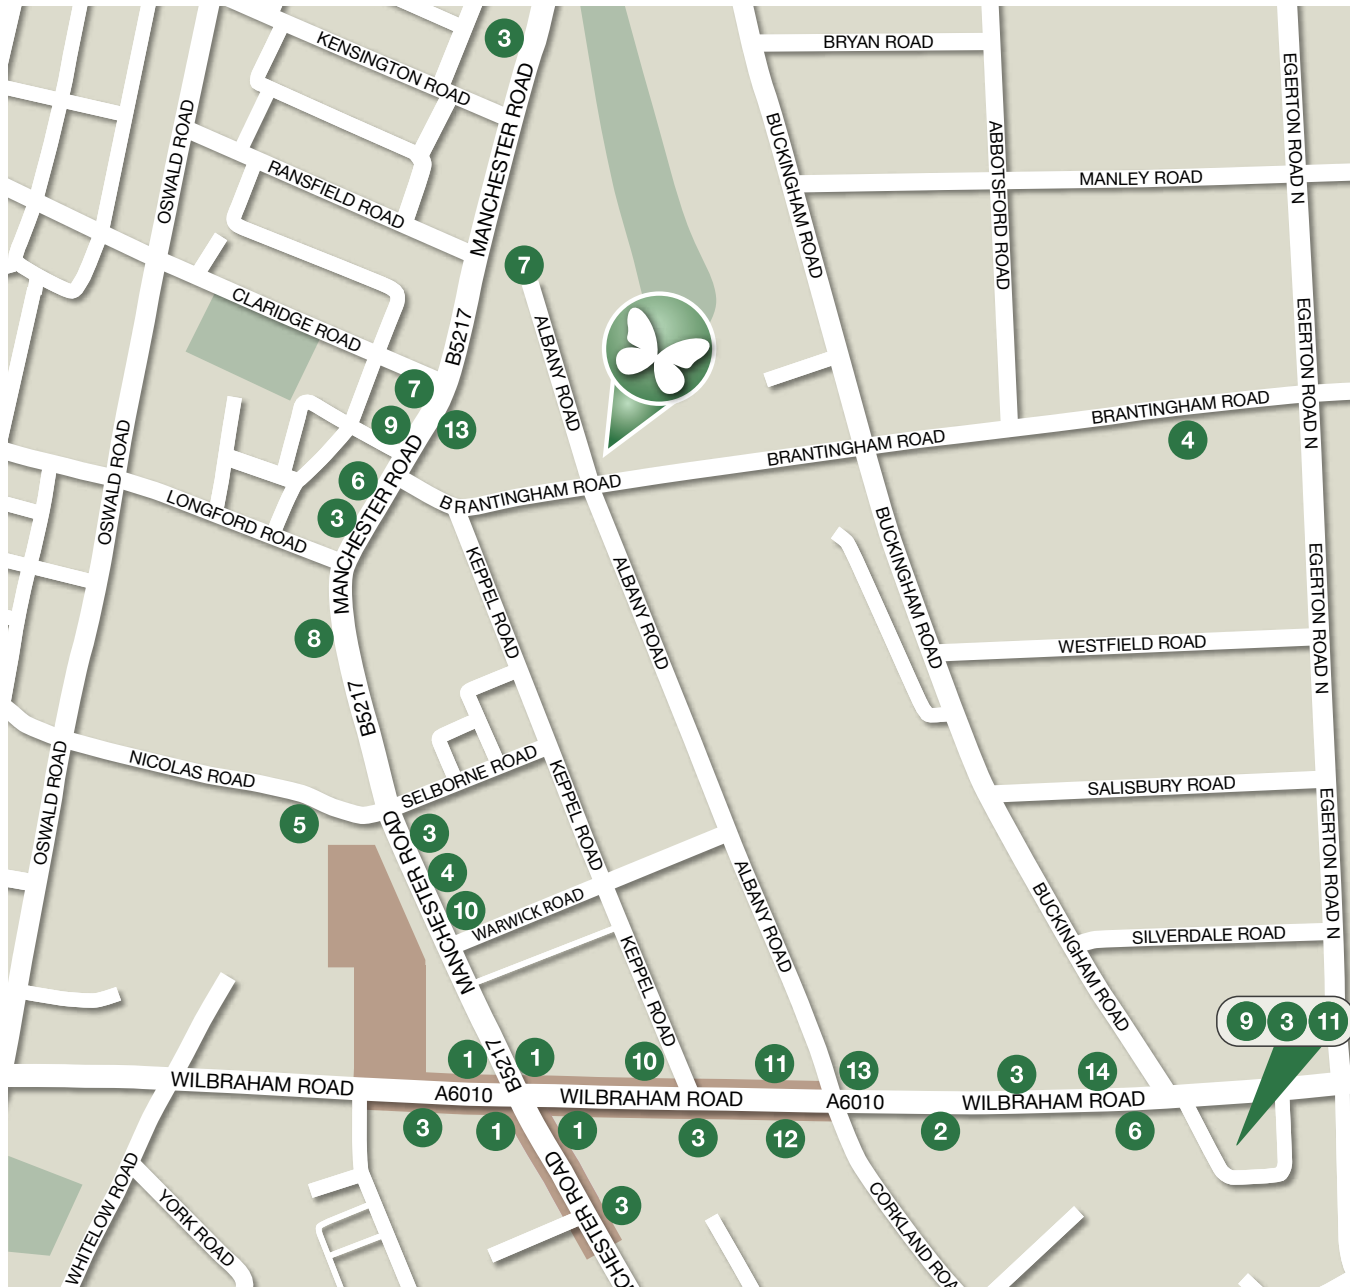 3
BRYAN ROAD
KENSINGTON ROAD
MANCHESTER ROAD
EGERTON ROAD N
OSWALD ROAD
BUCKINGHAM ROAD
ABBOTSFORD ROAD
MANLEY ROAD
RANSFIELD ROAD
7
CLARIDGE ROAD
B5217
ALBANY ROAD
EGERTON ROAD N
7
9
13
BRANTINGHAM ROAD
4
BRANTINGHAM ROAD
OSWALD ROAD
6
MANCHESTER ROAD
BRANTINGHAM ROAD
3
LONGFORD ROAD
BUCKINGHAM ROAD
KEPPEL ROAD
ALBANY ROAD
EGERTON ROAD N
8
WESTFIELD ROAD
B5217
NICOLAS ROAD
SELBORNE ROAD
OSWALD ROAD
SALISBURY ROAD
5
KEPPEL ROAD
3
4
10
MANCHESTER ROAD
WARWICK ROAD
ALBANY ROAD
EGERTON ROAD N
SILVERDALE ROAD
BUCKINGHAM ROAD
KEPPEL ROAD
9 3 11
1
B5217
1
10
11
13
3
14
WILBRAHAM ROAD
A6010
WILBRAHAM ROAD
A6010
WILBRAHAM ROAD
3
1
1
3
12
2
6
WHITELOW ROAD
YORK ROAD
MANCHESTER ROAD
3
CHESTER ROAD
CORKLAND ROA